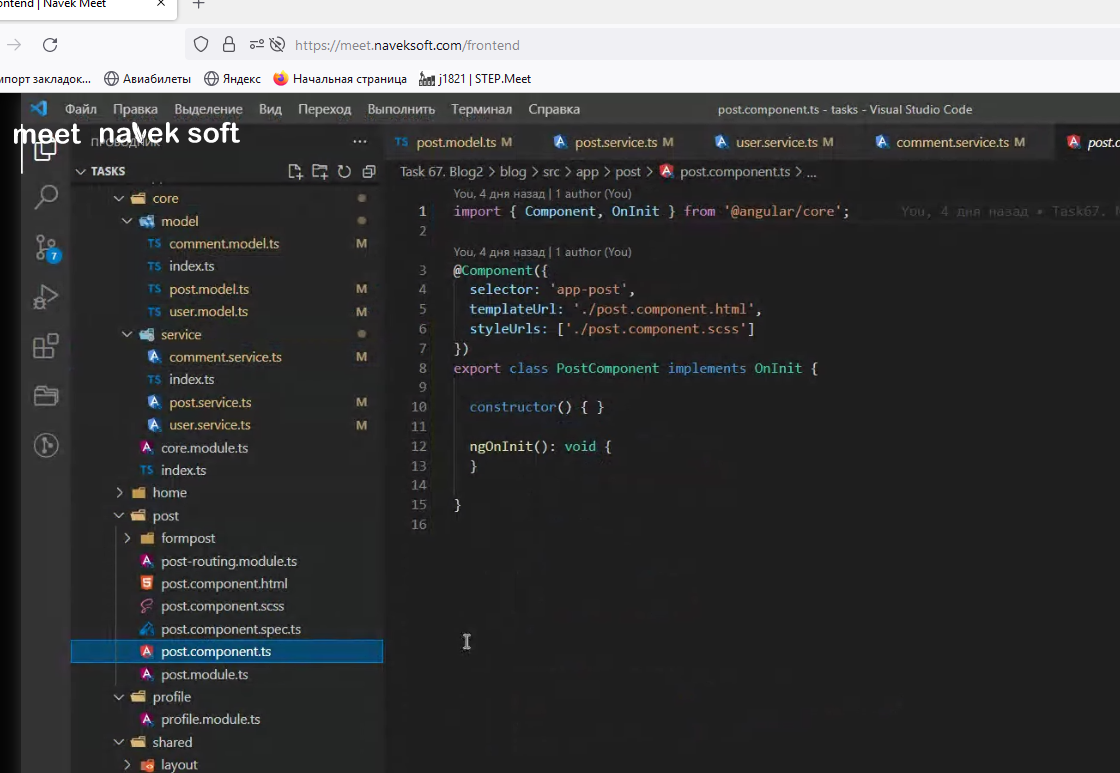 ontend | Navek Meet
https://meet.naveksoft.com/frontend
мпорт закладок... Авиабилеты Яндекс Начальная страница j1821 | STEP.Meet
Файл Правка Выделение Вид Переход Выполнить Терминал Справка post.component.ts - tasks - Visual Studio Code
meet navek soft
ПРОВОДНИК ...
TS post.model.ts M post.service.ts M user.service.ts M comment.service.ts M post.c
TASKS
Task 67. Blog2 > blog > src > app > post > post.component.ts > ...
core
model
TS comment.model.ts M
TS index.ts
TS post.model.ts M
TS user.model.ts M
service
comment.service.ts M
TS index.ts
post.service.ts M
user.service.ts M
core.module.ts
TS index.ts
home
post
formpost
post-routing.module.ts
post.component.html
post.component.scss
post.component.spec.ts
post.component.ts
post.module.ts
profile
profile.module.ts
shared
layout
7
You, 4 дня назад | 1 author (You)
1 import { Component, OnInit } from '@angular/core'; You, 4 дня назад • Task67.
2
You, 4 дня назад | 1 author (You)
3 @Component({
4 selector: 'app-post',
5 templateUrl: './post.component.html',
6 styleUrls: ['./post.component.scss']
7 })
8 export class PostComponent implements OnInit {
9
10 constructor() { }
11
12 ngOnInit(): void {
13 }
14
15 }
16